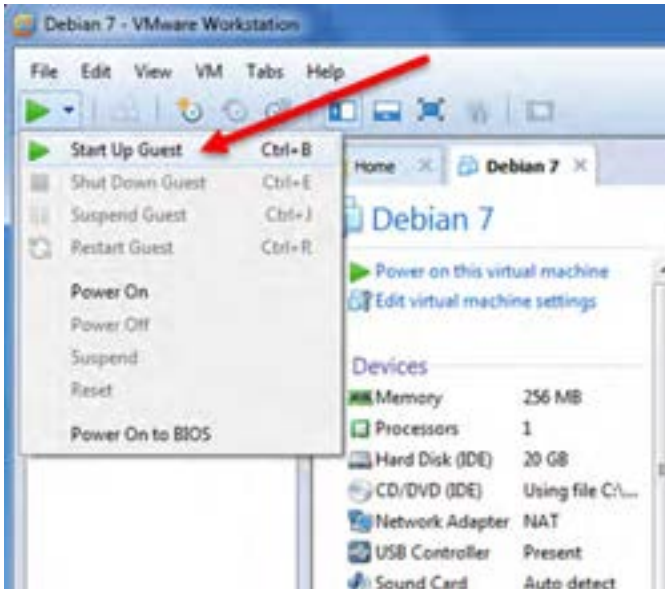 Debian 7 - VMware Workstation
File Edit View VM Tabs Help
Start Up Guest Ctrl+B
Shut Down Guest Ctrl+E
Suspend Guest Ctrl+J
Restart Guest Ctrl+R
Power On
Power Off
Suspend
Reset
Power On to BIOS
Home Debian 7
Debian 7
Power on this virtual machine
Edit virtual machine settings
Devices
Memory 256 MB
Processors 1
Hard Disk (IDE) 20 GB
CD/DVD (IDE) Using file C:\...
Network Adapter NAT
USB Controller Present
Sound Card Auto detect